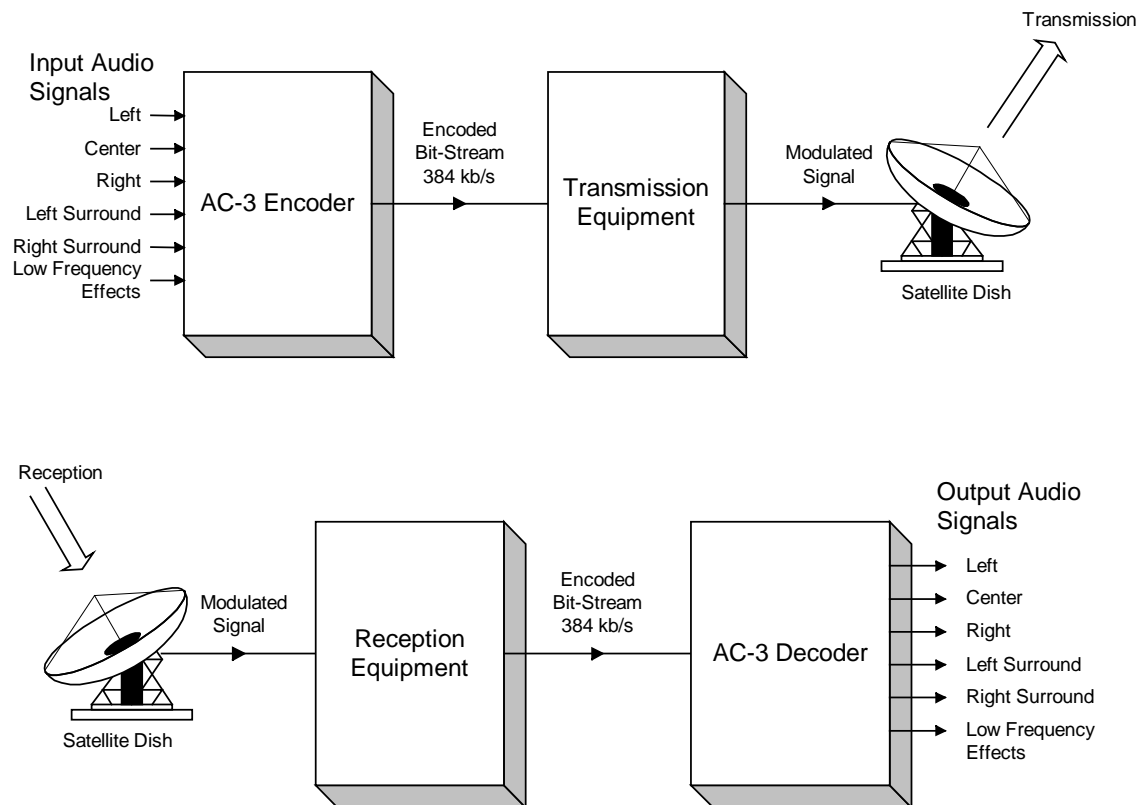 Transmission
Input Audio
Signals
Left
Center
Right
Left Surround
Right Surround
Low Frequency
Effects
AC-3 Encoder
Encoded
Bit-Stream
384 kb/s
Transmission
Equipment
Modulated
Signal
Satellite Dish
Reception
Satellite Dish
Modulated
Signal
Reception
Equipment
Encoded
Bit-Stream
384 kb/s
AC-3 Decoder
Output Audio
Signals
Left
Center
Right
Left Surround
Right Surround
Low Frequency
Effects